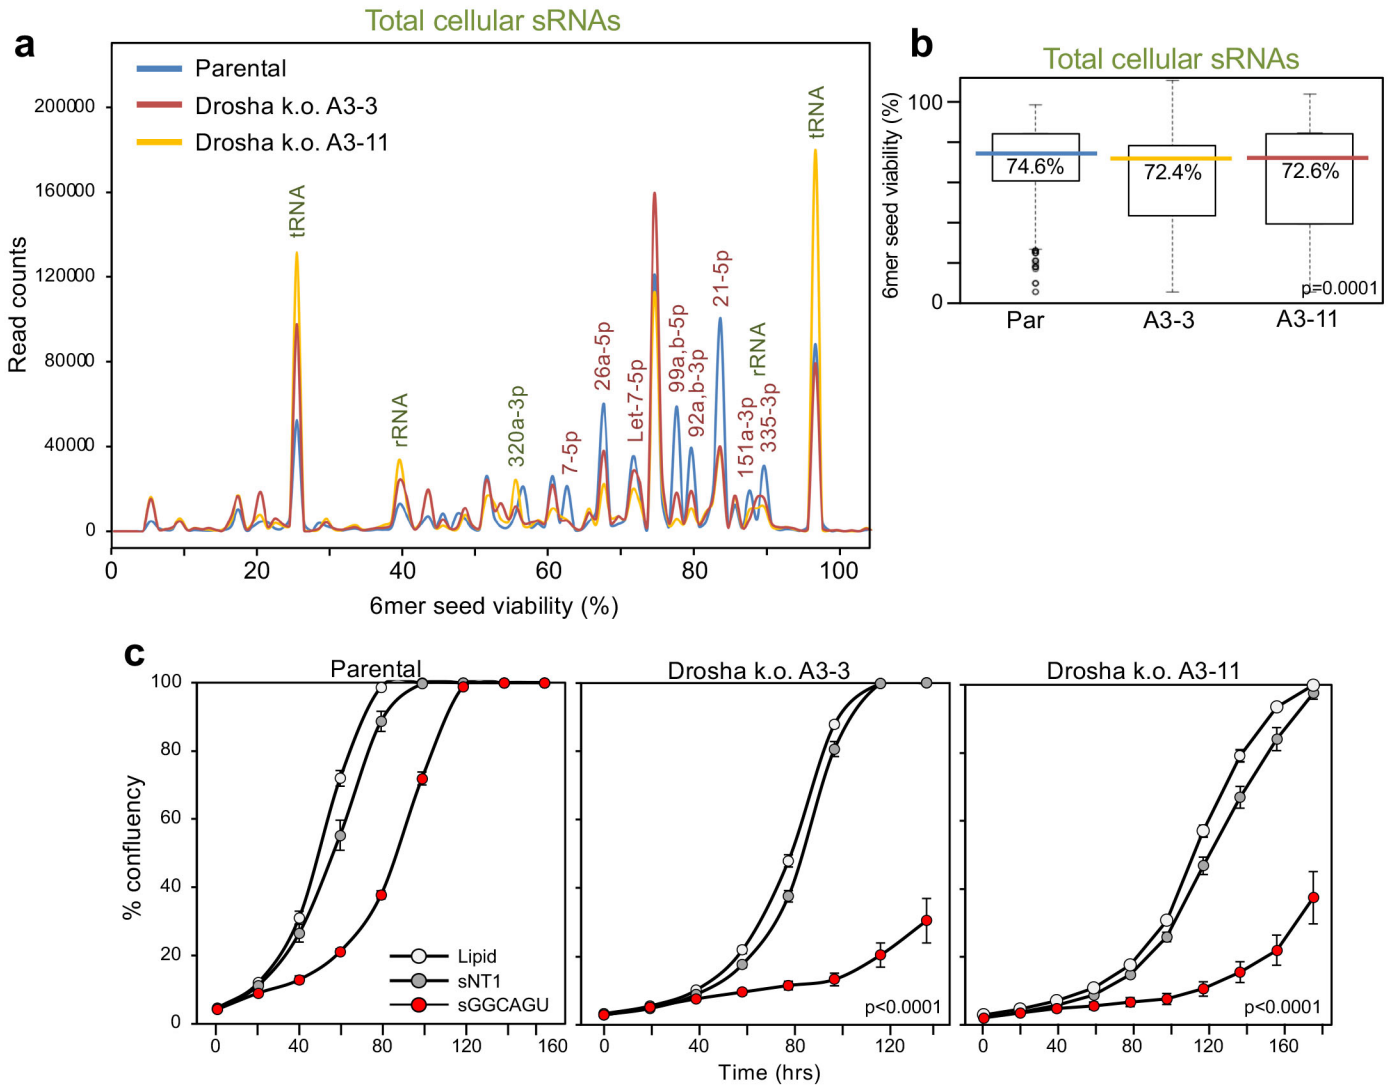 a
Total cellular sRNAs
Parental
Drosha k.o. A3-3
Drosha k.o. A3-11
200000
160000
120000
80000
40000
0
Read counts
tRNA
rRNA
320a-3p
7-5p
26a-5p
Let-7-5p
99a,b-5p
92a,b-3p
21-5p
151a-3p
rRNA
335-3p
tRNA
0 20 40 60 80 100
6mer seed viability (%)
b
Total cellular sRNAs
6mer seed viability (%)
100
0
74.6%
72.4%
72.6%
p=0.0001
Par A3-3 A3-11
c
Parental
Drosha k.o. A3-3
Drosha k.o. A3-11
% confluency
100
80
60
40
20
0
Lipid
sNT1
sGGCAGU
p<0.0001
p<0.0001
0 40 80 120 160
0 40 80 120
0 40 80 120 160
Time (hrs)